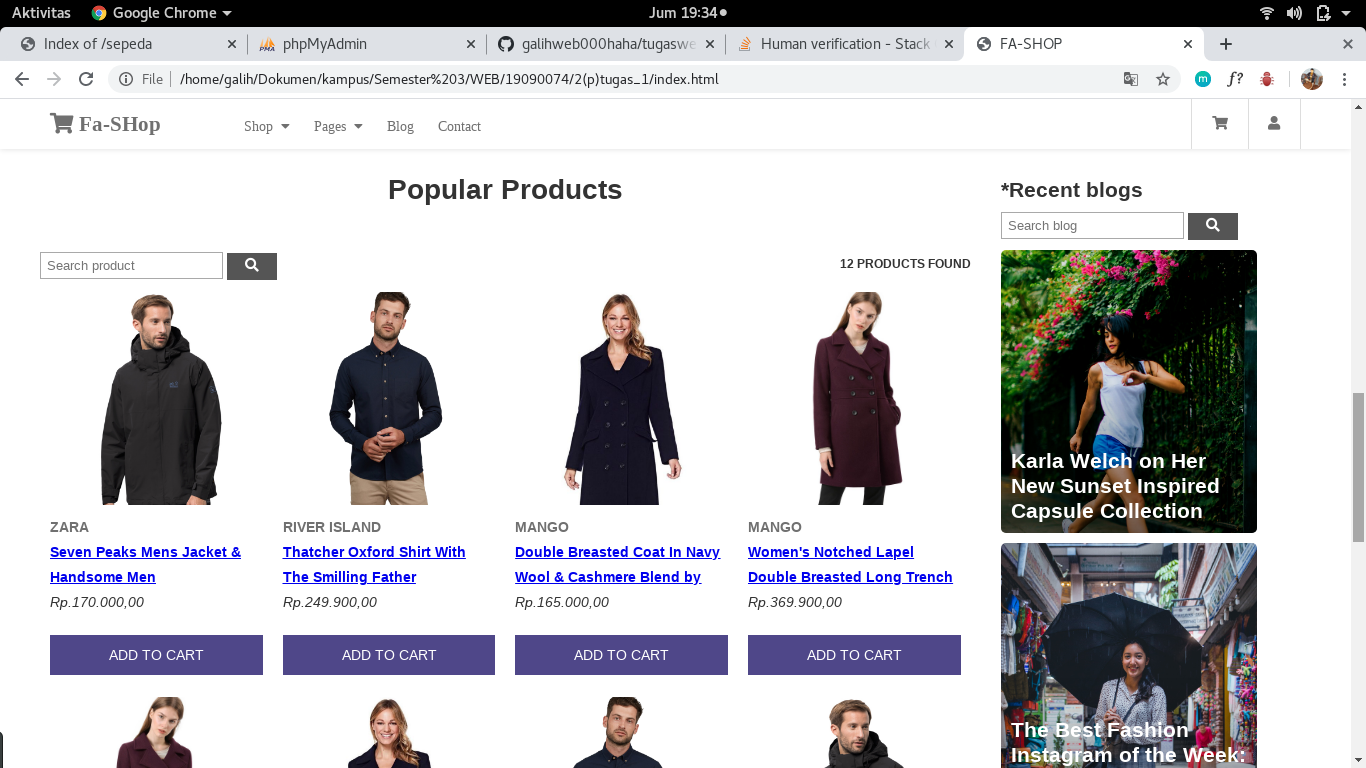 Aktivitas
Google Chrome
Jum 19:34
Index of /sepeda
phpMyAdmin
galihweb000haha/tugaswe
Human verification - Stack
FA-SHOP
File
/home/galih/Dokumen/kampus/Semester%203/WEB/19090074/2(p)tugas_1/index.html
m
f?
Fa-SHop
Shop
Pages
Blog
Contact
Popular Products
Search product
12 PRODUCTS FOUND
ZARA
Seven Peaks Mens Jacket &
Handsome Men
Rp.170.000,00
ADD TO CART
RIVER ISLAND
Thatcher Oxford Shirt With
The Smilling Father
Rp.249.900,00
ADD TO CART
MANGO
Double Breasted Coat In Navy
Wool & Cashmere Blend by
Rp.165.000,00
ADD TO CART
MANGO
Women's Notched Lapel
Double Breasted Long Trench
Rp.369.900,00
ADD TO CART
*Recent blogs
Search blog
Karla Welch on Her
New Sunset Inspired
Capsule Collection
The Best Fashion
Instagram of the Week: